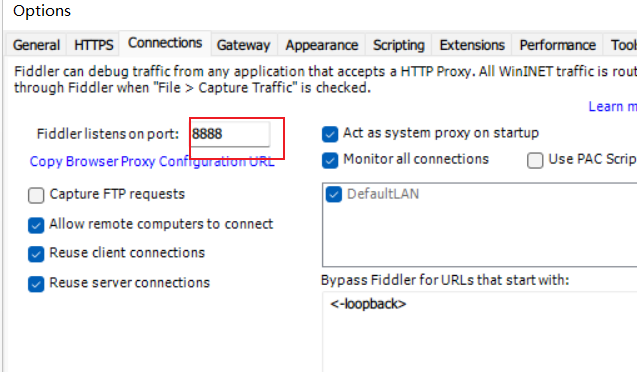 Options
General HTTPS Connections Gateway Appearance Scripting Extensions Performance Tool
Fiddler can debug traffic from any application that accepts a HTTP Proxy. All WinINET traffic is rout
through Fiddler when "File > Capture Traffic" is checked.
Learn m
Fiddler listens on port: 8888
Act as system proxy on startup
Copy Browser Proxy Configuration URL
Monitor all connections
Use PAC Scrip
Capture FTP requests
DefaultLAN
Allow remote computers to connect
Reuse client connections
Reuse server connections
Bypass Fiddler for URLs that start with:
<-loopback>